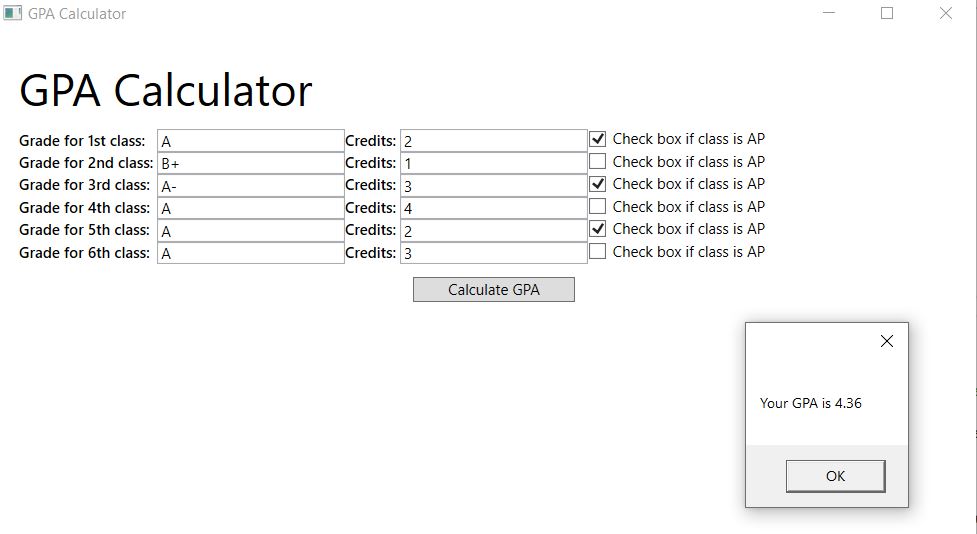 GPA Calculator
GPA Calculator
Grade for 1st class: A Credits: 2 Check box if class is AP
Grade for 2nd class: B+ Credits: 1 Check box if class is AP
Grade for 3rd class: A- Credits: 3 Check box if class is AP
Grade for 4th class: A Credits: 4 Check box if class is AP
Grade for 5th class: A Credits: 2 Check box if class is AP
Grade for 6th class: A Credits: 3 Check box if class is AP
Calculate GPA
Your GPA is 4.36
OK